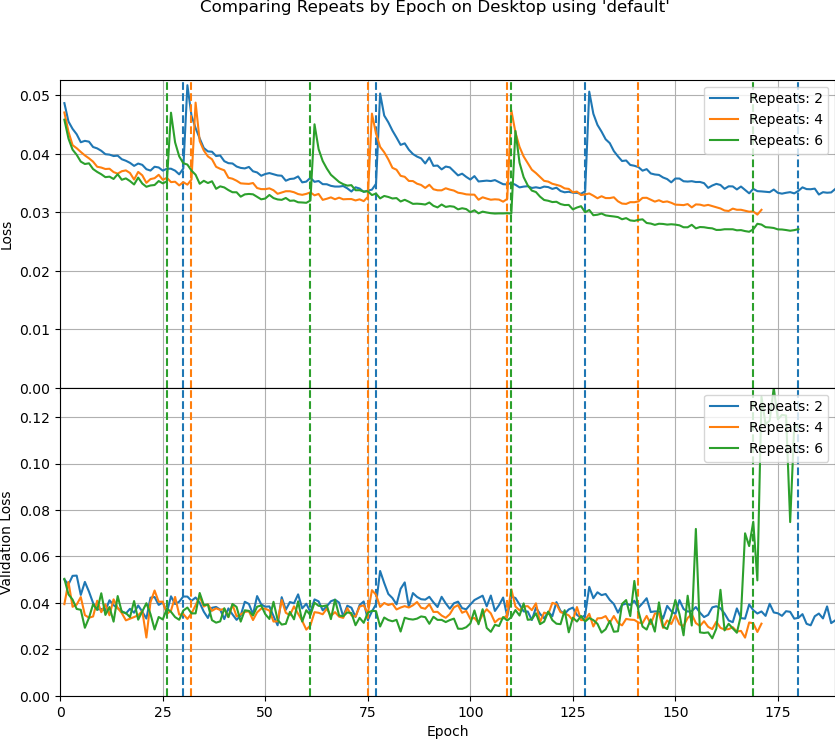 Comparing Repeats by Epoch on Desktop using 'default'
0.05
0.04
0.03
0.02
0.01
0.00
Loss
Repeats: 2
Repeats: 4
Repeats: 6
0.12
0.10
0.08
0.06
0.04
0.02
0.00
Validation Loss
Repeats: 2
Repeats: 4
Repeats: 6
0
25
50
75
100
125
150
175
Epoch